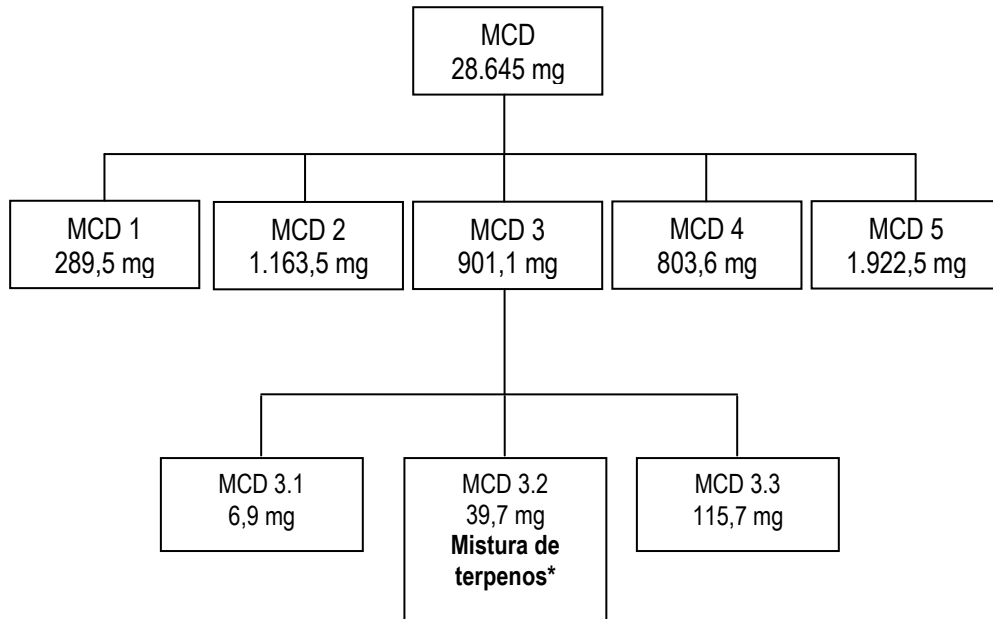 MCD
28.645 mg
MCD 1
289,5 mg
MCD 2
1.163,5 mg
MCD 3
901,1 mg
MCD 4
803,6 mg
MCD 5
1.922,5 mg
MCD 3.1
6,9 mg
MCD 3.2
39,7 mg
Mistura de
terpenos*
MCD 3.3
115,7 mg